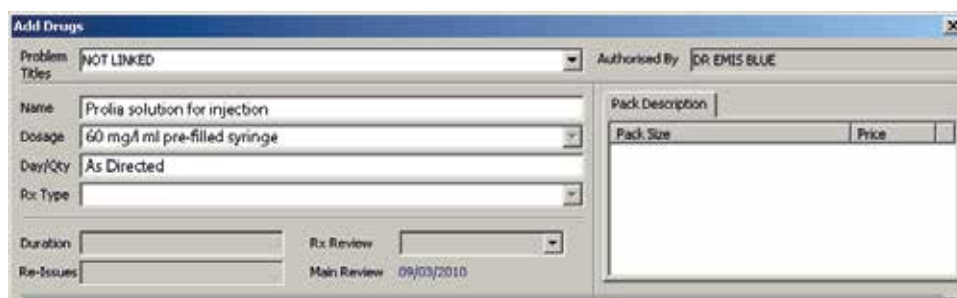 Add Drugs
Problem Titles NOT LINKED Authorised By DR EMIS BLUE
Name Prolia solution for injection
Pack Description
Dosage 60 mg/1 ml pre-filled syringe
Pack Size Price
Day/Qty As Directed
Rx Type
Duration Rx Review
Re-Issues Main Review 09/03/2010